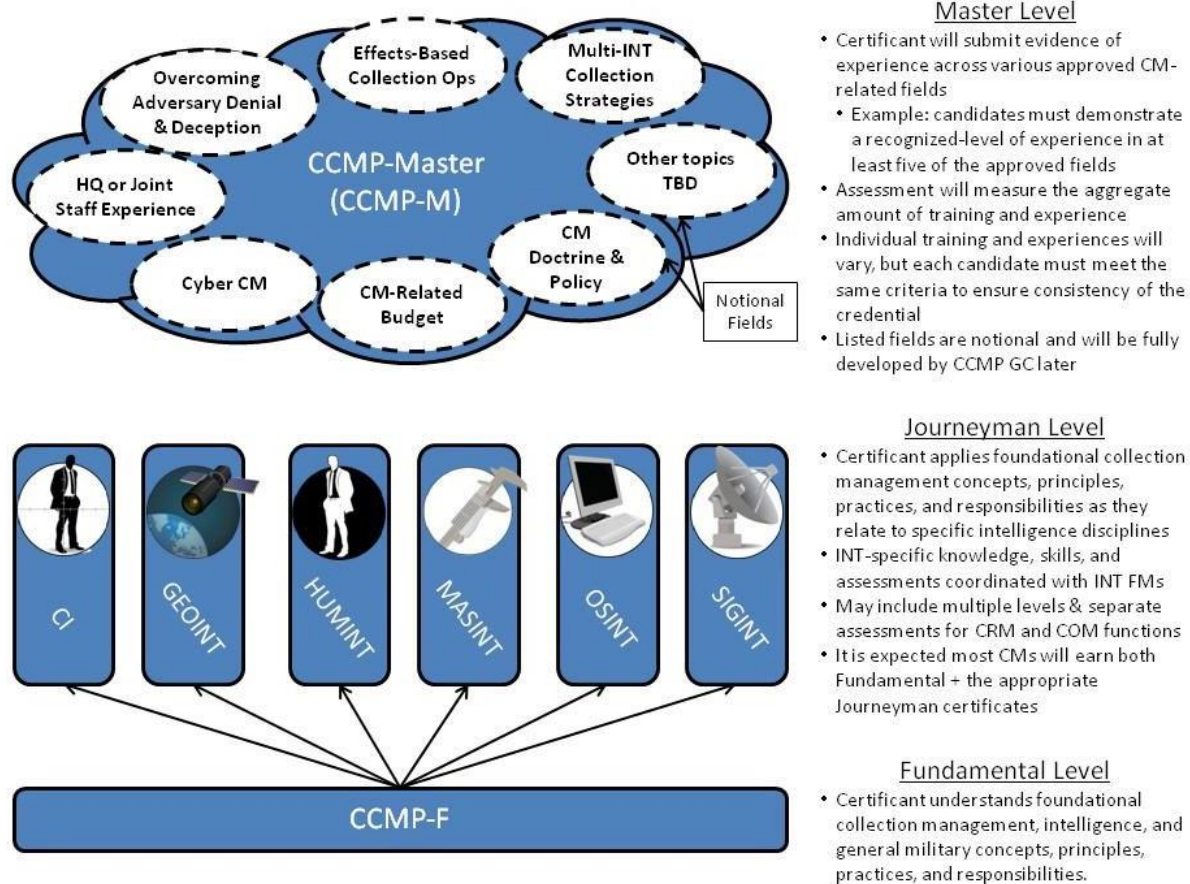 Overcoming
Adversary Denial
& Deception
Effects-Based
Collection Ops
Multi-INT
Collection
Strategies
HQ or Joint
Staff Experience
CCMP-Master
(CCMP-M)
Other topics
TBD
Cyber CM
CM-Related
Budget
CM
Doctrine &
Policy
Notional
Fields
Master Level
• Certificant will submit evidence of
experience across various approved CM-
related fields
• Example: candidates must demonstrate
a recognized-level of experience in at
least five of the approved fields
• Assessment will measure the aggregate
amount of training and experience
• Individual training and experiences will
vary, but each candidate must meet the
same criteria to ensure consistency of the
credential
• Listed fields are notional and will be fully
developed by CCMP GC later
CI
GEOINT
HUMINT
MASINT
OSINT
SIGINT
Journeyman Level
• Certificant applies foundational collection
management concepts, principles,
practices, and responsibilities as they
relate to specific intelligence disciplines
• INT-specific knowledge, skills, and
assessments coordinated with INT FMs
• May include multiple levels & separate
assessments for CRM and COM functions
• It is expected most CMs will earn both
Fundamental + the appropriate
Journeyman certificates
CCMP-F
Fundamental Level
• Certificant understands foundational
collection management, intelligence, and
general military concepts, principles,
practices, and responsibilities.